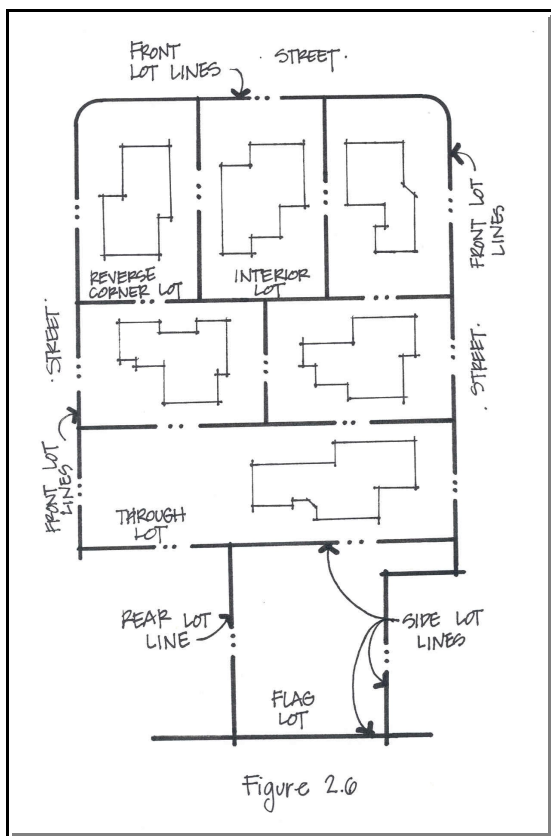 FRONT
LOT LINES
· STREET ·
FRONT LOT
LINES
REVERSE
CORNER LOT
INTERIOR
LOT
· STREET ·
· STREET ·
FRONT LOT
LINES
THROUGH
LOT
REAR LOT
LINE
SIDE LOT
LINES
FLAG
LOT
Figure 2.6